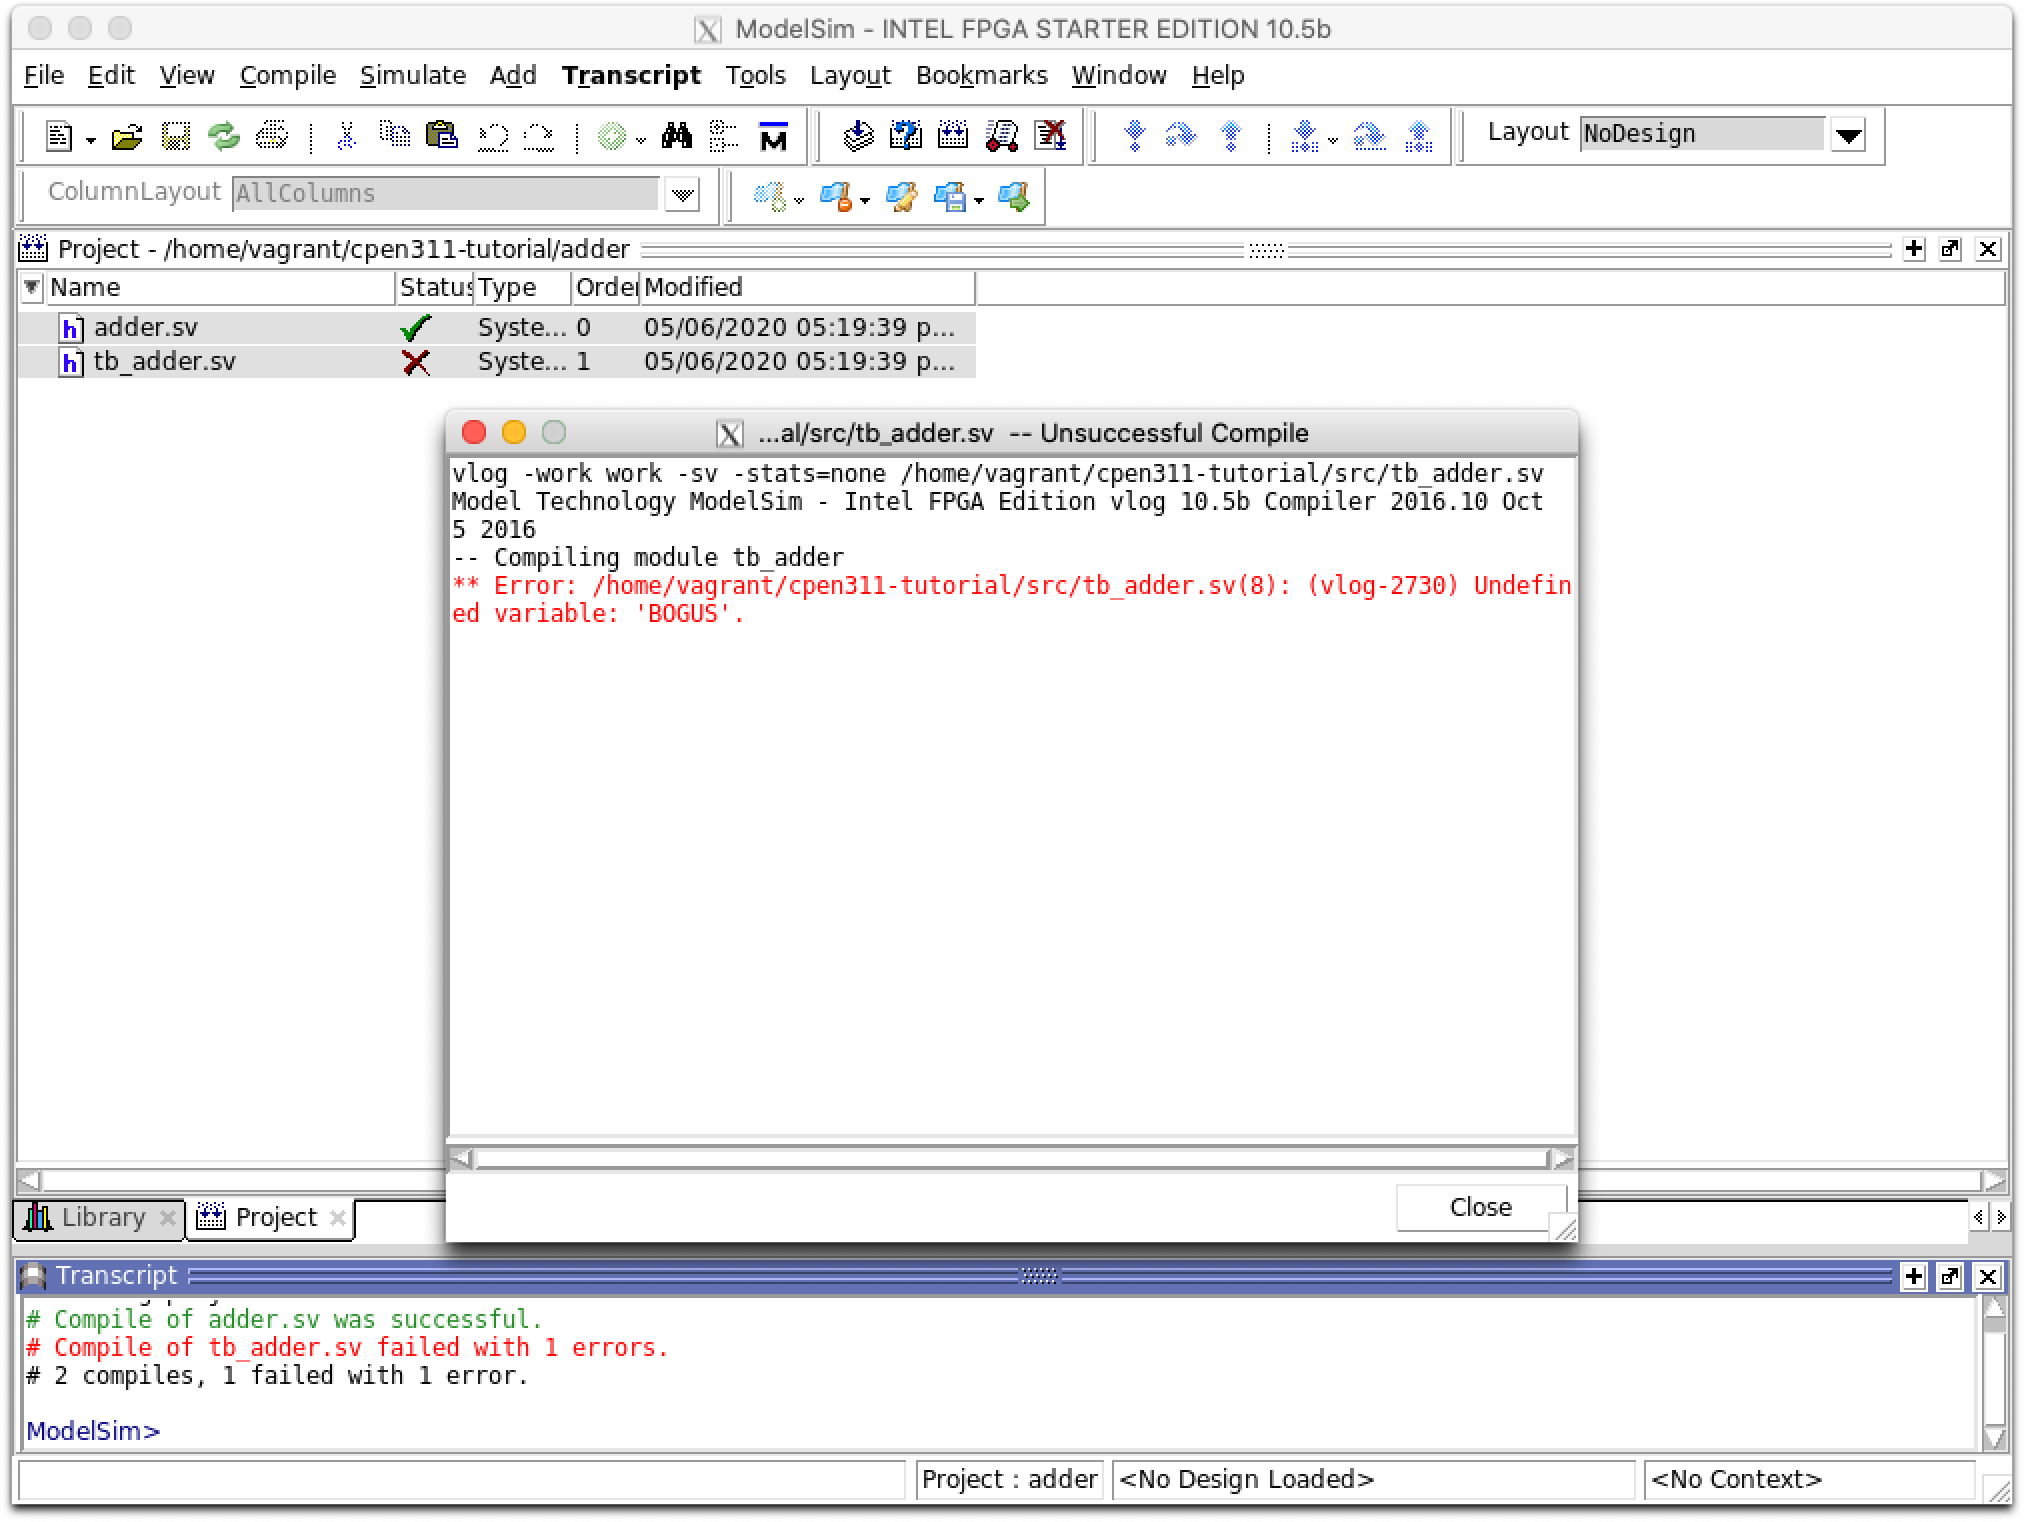 ModelSim - INTEL FPGA STARTER EDITION 10.5b
File Edit View Compile Simulate Add Transcript Tools Layout Bookmarks Window Help
Layout NoDesign
ColumnLayout AllColumns
Project - /home/vagrant/cpen311-tutorial/adder
Name Status Type Order Modified
adder.sv Syste... 0 05/06/2020 05:19:39 p...
tb_adder.sv Syste... 1 05/06/2020 05:19:39 p...
...al/src/tb_adder.sv -- Unsuccessful Compile
vlog -work work -sv -stats=none /home/vagrant/cpen311-tutorial/src/tb_adder.sv
Model Technology ModelSim - Intel FPGA Edition vlog 10.5b Compiler 2016.10 Oct
5 2016
-- Compiling module tb_adder
** Error: /home/vagrant/cpen311-tutorial/src/tb_adder.sv(8): (vlog-2730) Undefin
ed variable: 'BOGUS'.
Close
Library Project
Transcript
# Compile of adder.sv was successful.
# Compile of tb_adder.sv failed with 1 errors.
# 2 compiles, 1 failed with 1 error.
ModelSim>
Project : adder <No Design Loaded> <No Context>